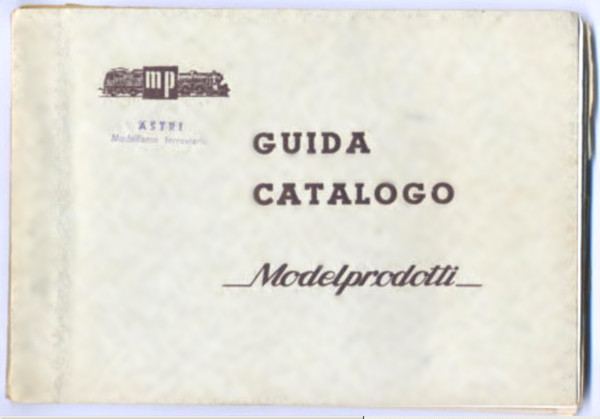 mp
ASTRI
Modellismo ferroviario
GUIDA
CATALOGO
Modelprodotti